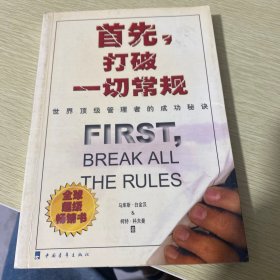 首先，
打破
一切常规
世界顶级管理者的成功秘诀
FIRST,
BREAK ALL
THE RULES
全球
超级
畅销书
马库斯·白金汉
&
柯特·科夫曼
著
中国青年出版社